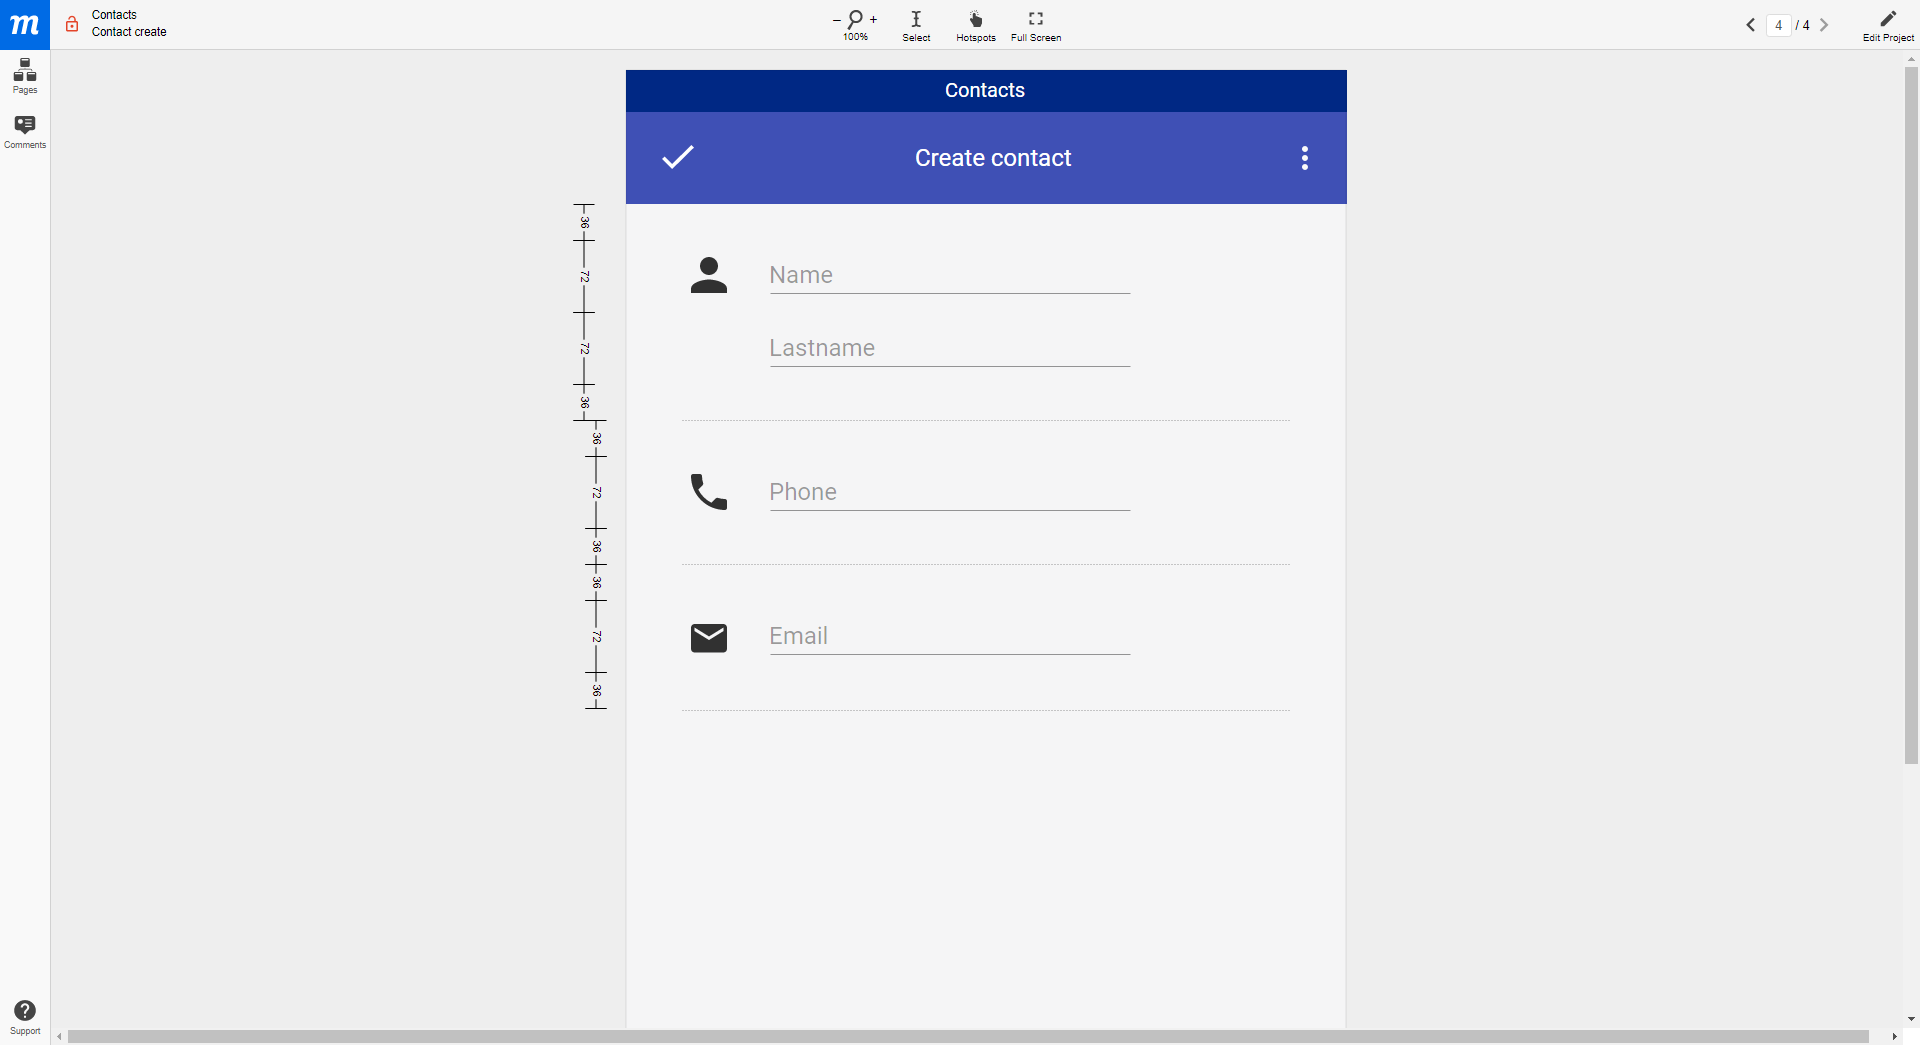 m
Contacts
Contact create
– +
100%
Select
Hotspots
Full Screen
4 / 4
Edit Project
Pages
Comments
Support
Contacts
Create contact
Name
Lastname
Phone
Email
36
72
72
36
36
72
36
36
72
36